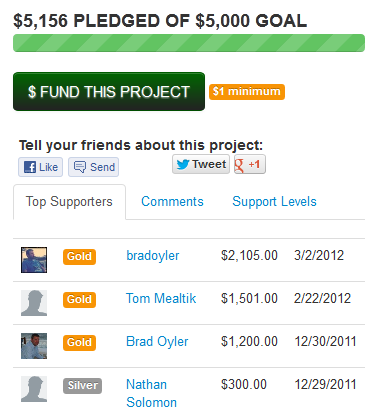 $5,156 PLEDGED OF $5,000 GOAL
$ FUND THIS PROJECT $1 minimum
Tell your friends about this project:
Like Send Tweet g +1
Top Supporters Comments Support Levels
Gold bradoyler $2,105.00 3/2/2012
Gold Tom Mealtik $1,501.00 2/22/2012
Gold Brad Oyler $1,200.00 12/30/2011
Silver Nathan $300.00 12/29/2011
Solomon